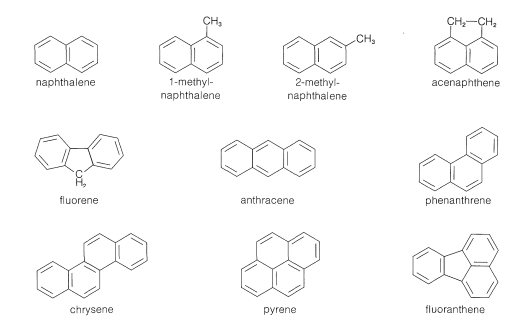 CH₃
CH₃
CH₂—CH₂
naphthalene
1-methyl-
naphthalene
2-methyl-
naphthalene
acenaphthene
C
H₂
fluorene
anthracene
phenanthrene
chrysene
pyrene
fluoranthene